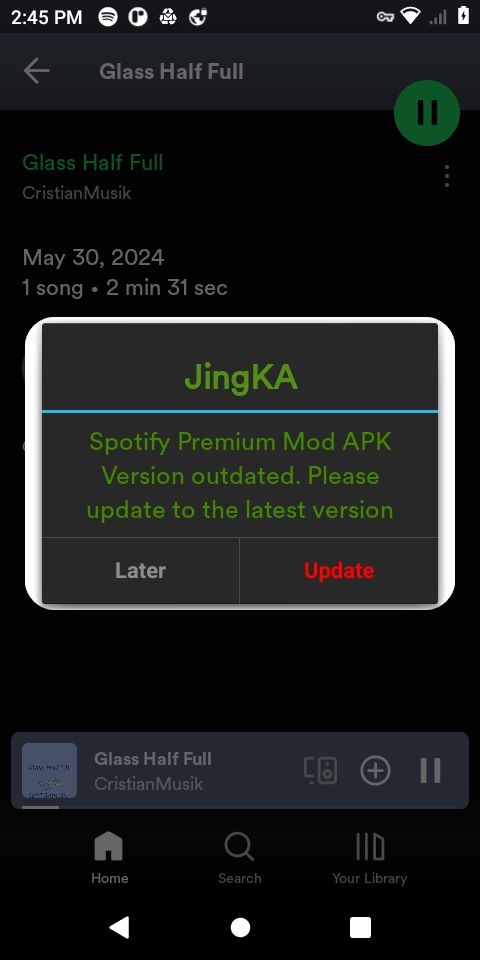 2:45 PM
Glass Half Full
Glass Half Full
CristianMusik
May 30, 2024
1 song • 2 min 31 sec
JingKA
Spotify Premium Mod APK
Version outdated. Please
update to the latest version
Later
Update
Glass Half Full
CristianMusik
Home
Search
Your Library